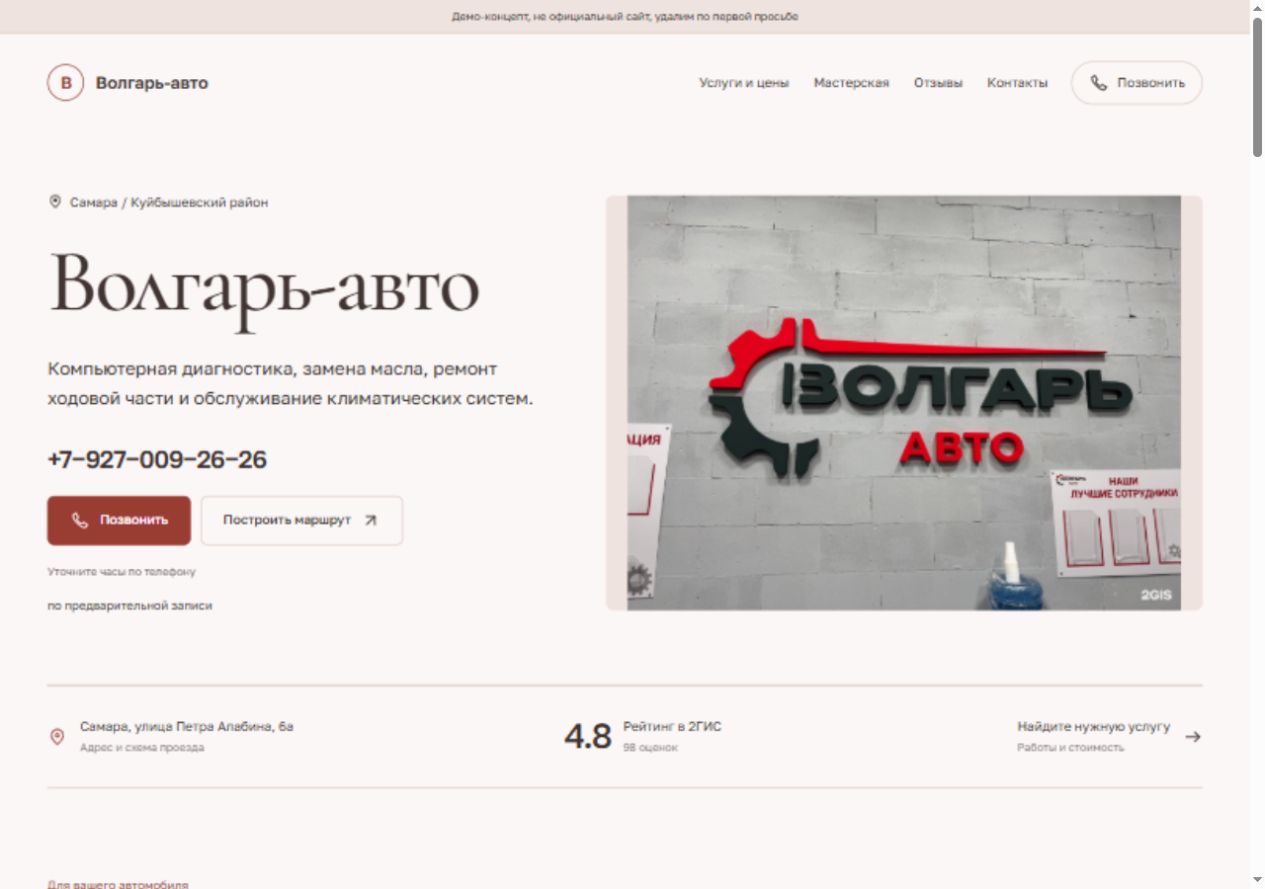 Демо-концепт, не официальный сайт, удалим по первой просьбе
В Волгарь-авто
Услуги и цены Мастерская Отзывы Контакты Позвонить
Самара / Куйбышевский район
Волгарь-авто
Компьютерная диагностика, замена масла, ремонт
ходовой части и обслуживание климатических систем.
+7-927-009-26-26
Позвонить Построить маршрут
Уточните часы по телефону
по предварительной записи
ВОЛГАРЬ
АВТО
ЦИЯ
ВОЛГАРЬ
НАШИ
ЛУЧШИЕ СОТРУДНИКИ
2GIS
Самара, улица Петра Алабина, 6а
Адрес и схема проезда
4.8 Рейтинг в 2ГИС
98 оценок
Найдите нужную услугу
Работы и стоимость
Для вашего автомобиля